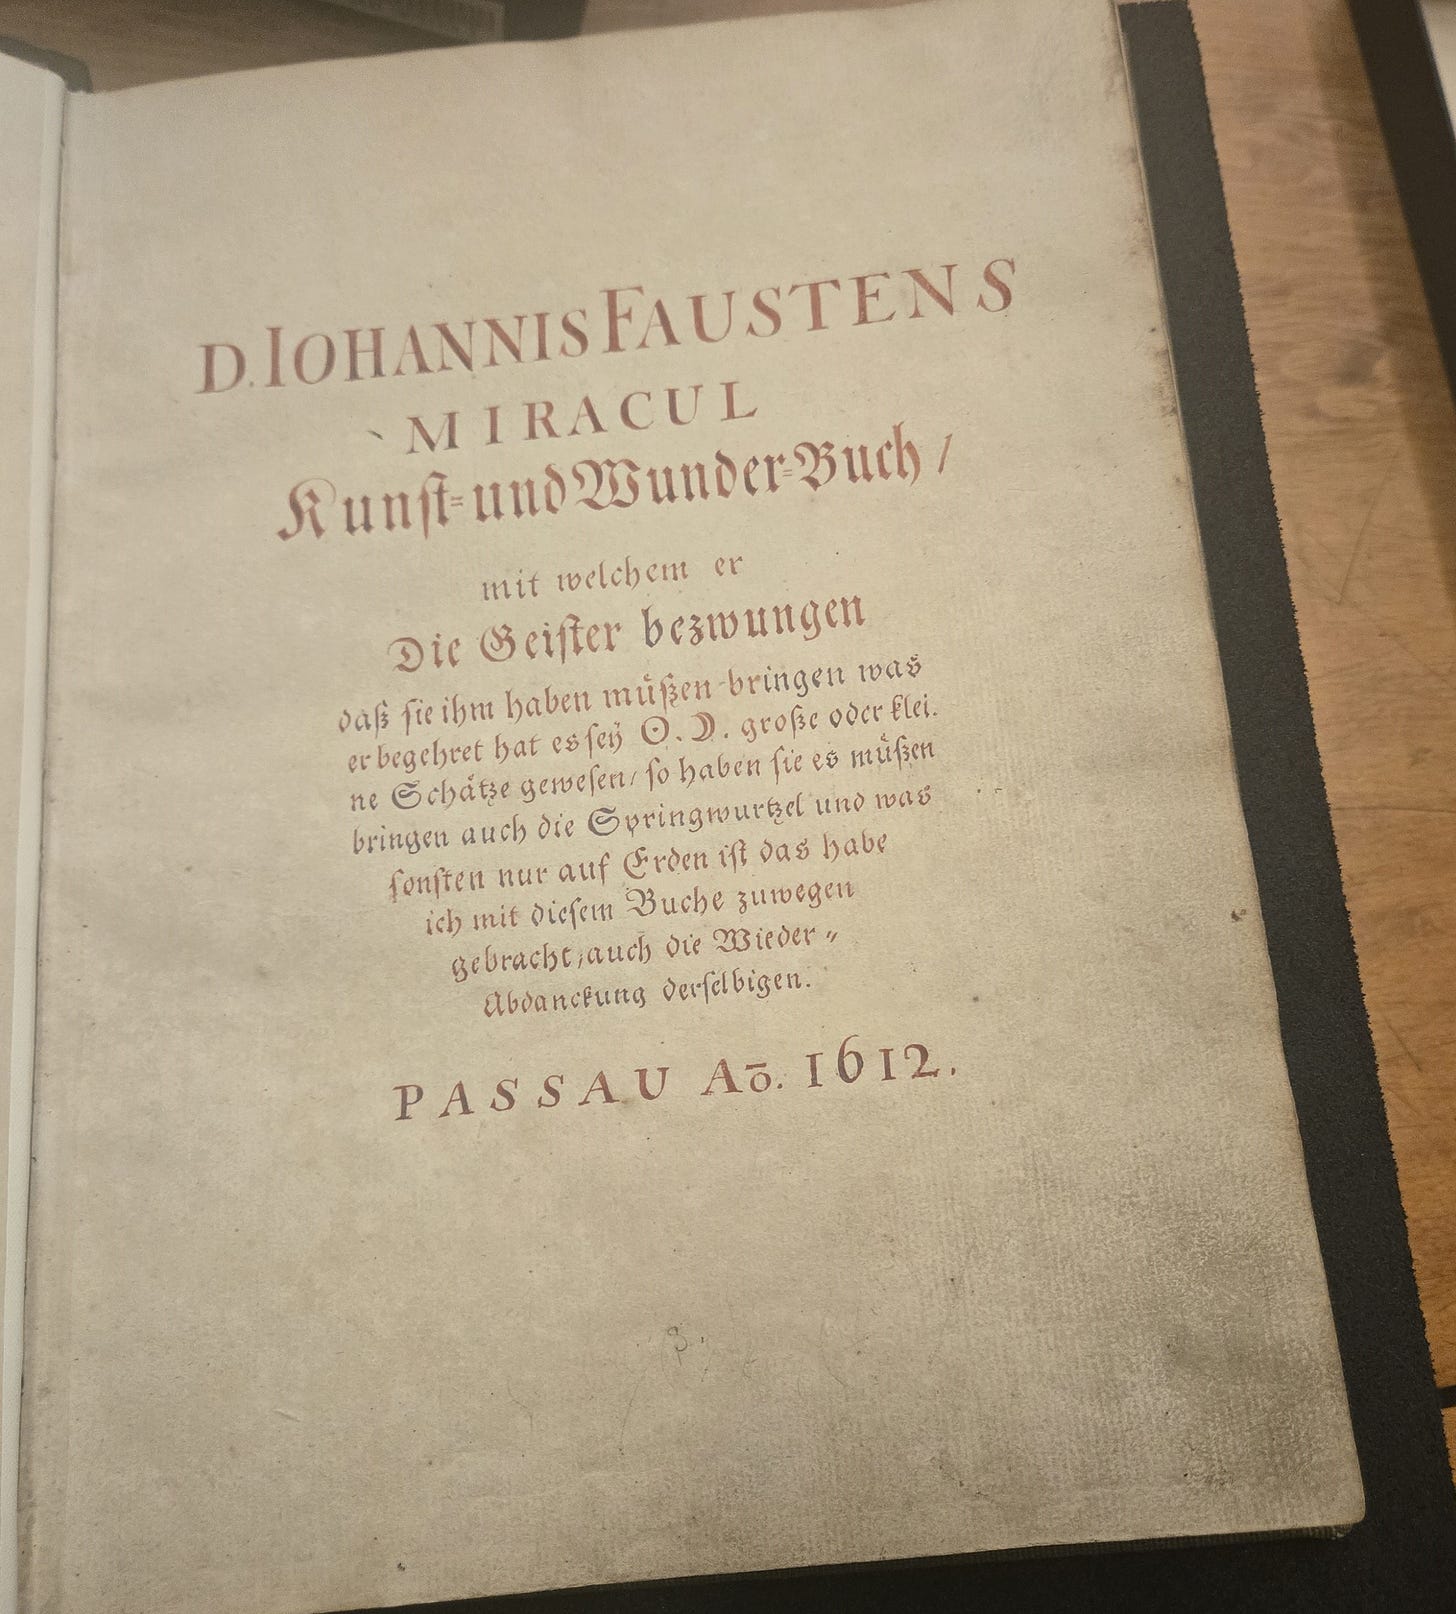 D. IOHANNIS FAUSTENS
MIRACUL
Kunſt⸗ und Wunder⸗Buch /
mit welchem er
Die Geiſter bezwungen
daß ſie ihm haben müßen bringen was
er begehret hat es ſeÿ ☉. ☽. große oder klei.
ne Schätze geweſen / ſo haben ſie es müßen
bringen auch die Springwurtzel und was
ſonſten nur auf Erden iſt das habe
ich mit dieſem Buche zuwegen
gebracht, auch die Wieder〃
Abdanckung derſelbigen.
PASSAU Aō. 1612.